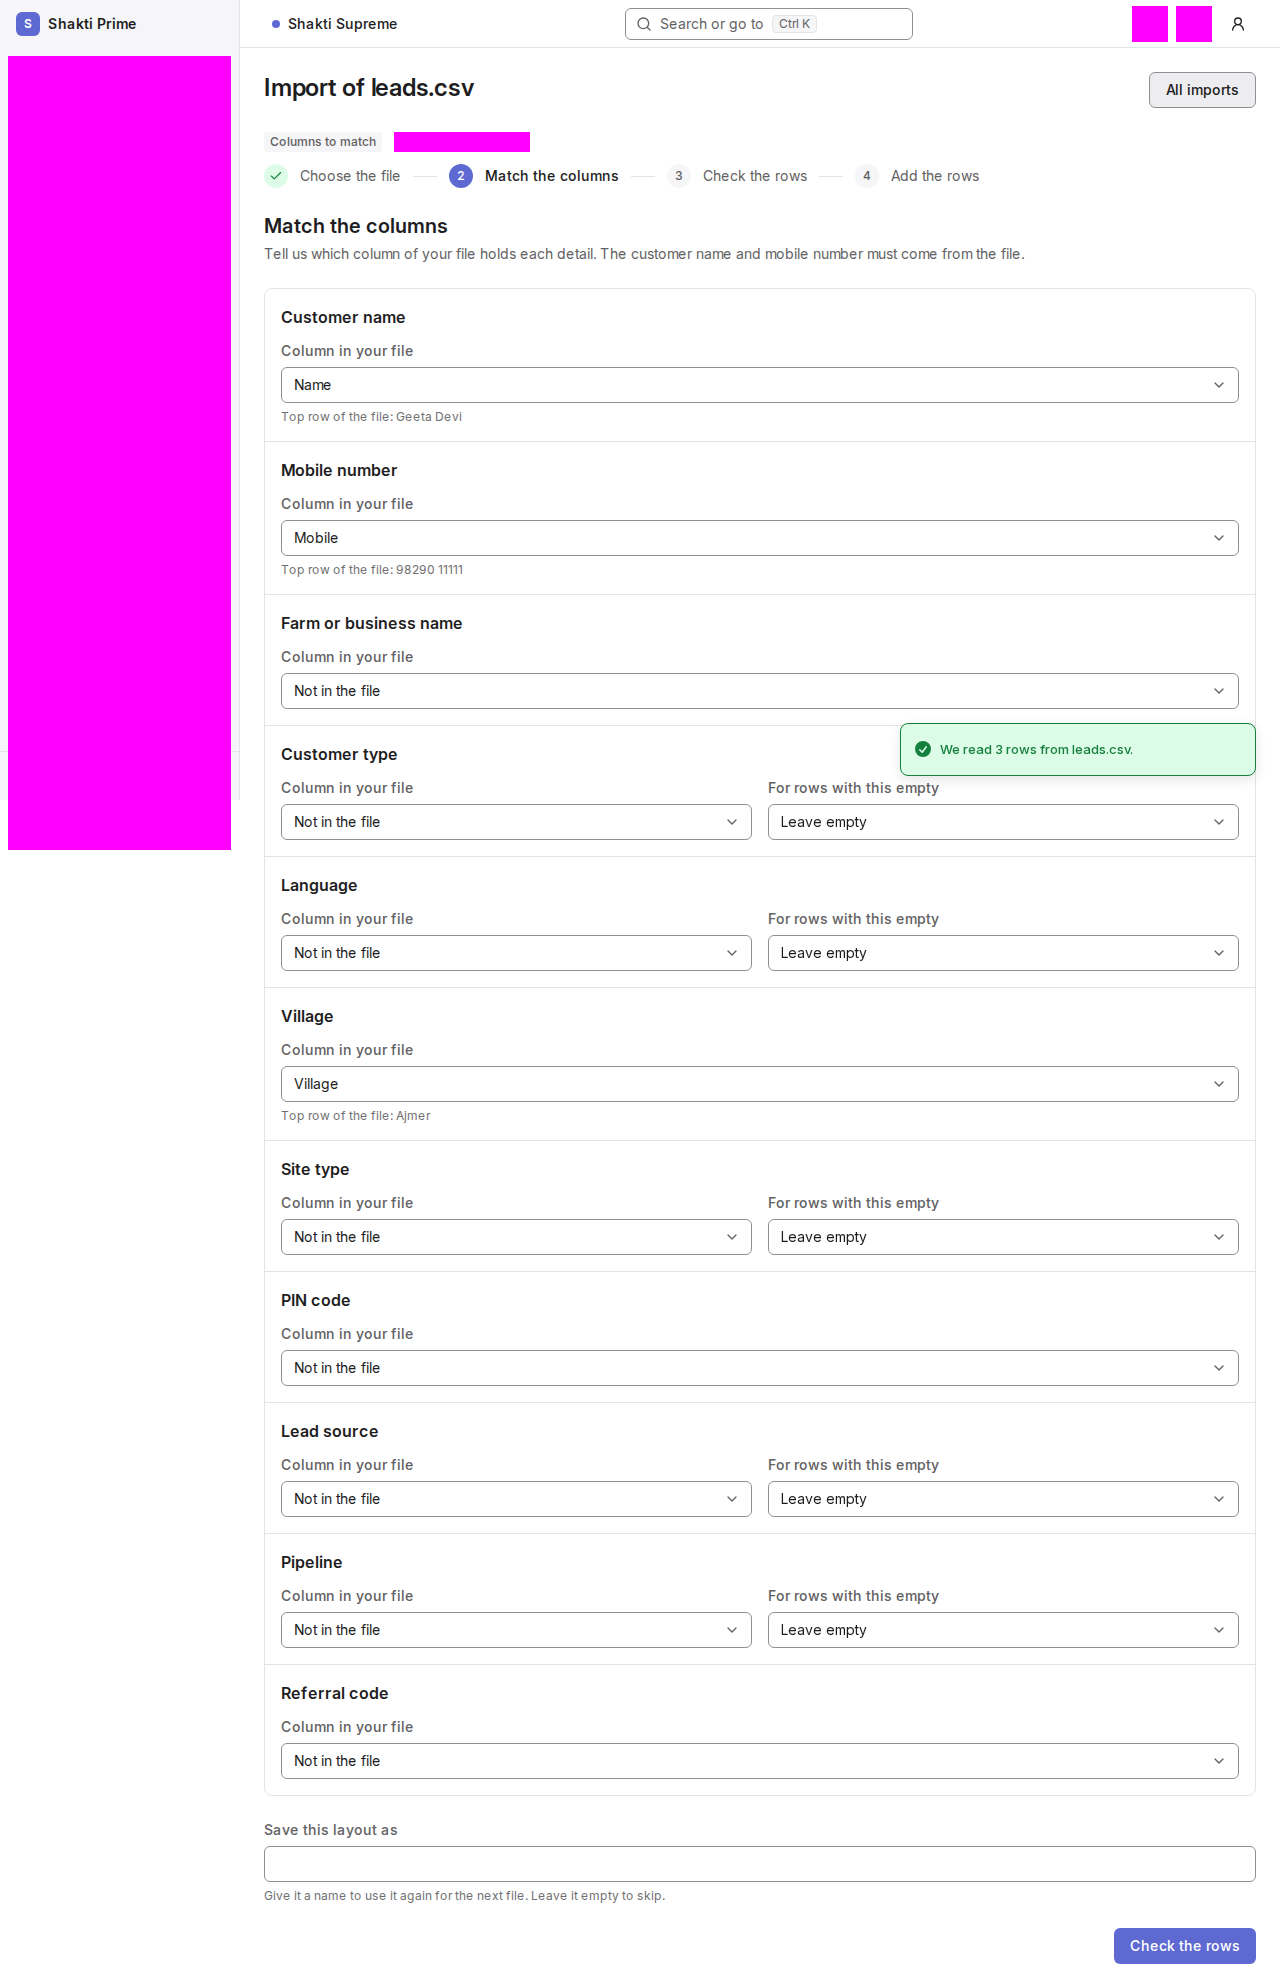 S Shakti Prime
Shakti Supreme
Search or go to Ctrl K
Import of leads.csv
All imports
Columns to match
Choose the file
2 Match the columns
3 Check the rows
4 Add the rows
Match the columns
Tell us which column of your file holds each detail. The customer name and mobile number must come from the file.
Customer name
Column in your file
Name
Top row of the file: Geeta Devi
Mobile number
Column in your file
Mobile
Top row of the file: 98290 11111
Farm or business name
Column in your file
Not in the file
We read 3 rows from leads.csv.
Customer type
Column in your file For rows with this empty
Not in the file Leave empty
Language
Column in your file For rows with this empty
Not in the file Leave empty
Village
Column in your file
Village
Top row of the file: Ajmer
Site type
Column in your file For rows with this empty
Not in the file Leave empty
PIN code
Column in your file
Not in the file
Lead source
Column in your file For rows with this empty
Not in the file Leave empty
Pipeline
Column in your file For rows with this empty
Not in the file Leave empty
Referral code
Column in your file
Not in the file
Save this layout as
Give it a name to use it again for the next file. Leave it empty to skip.
Check the rows